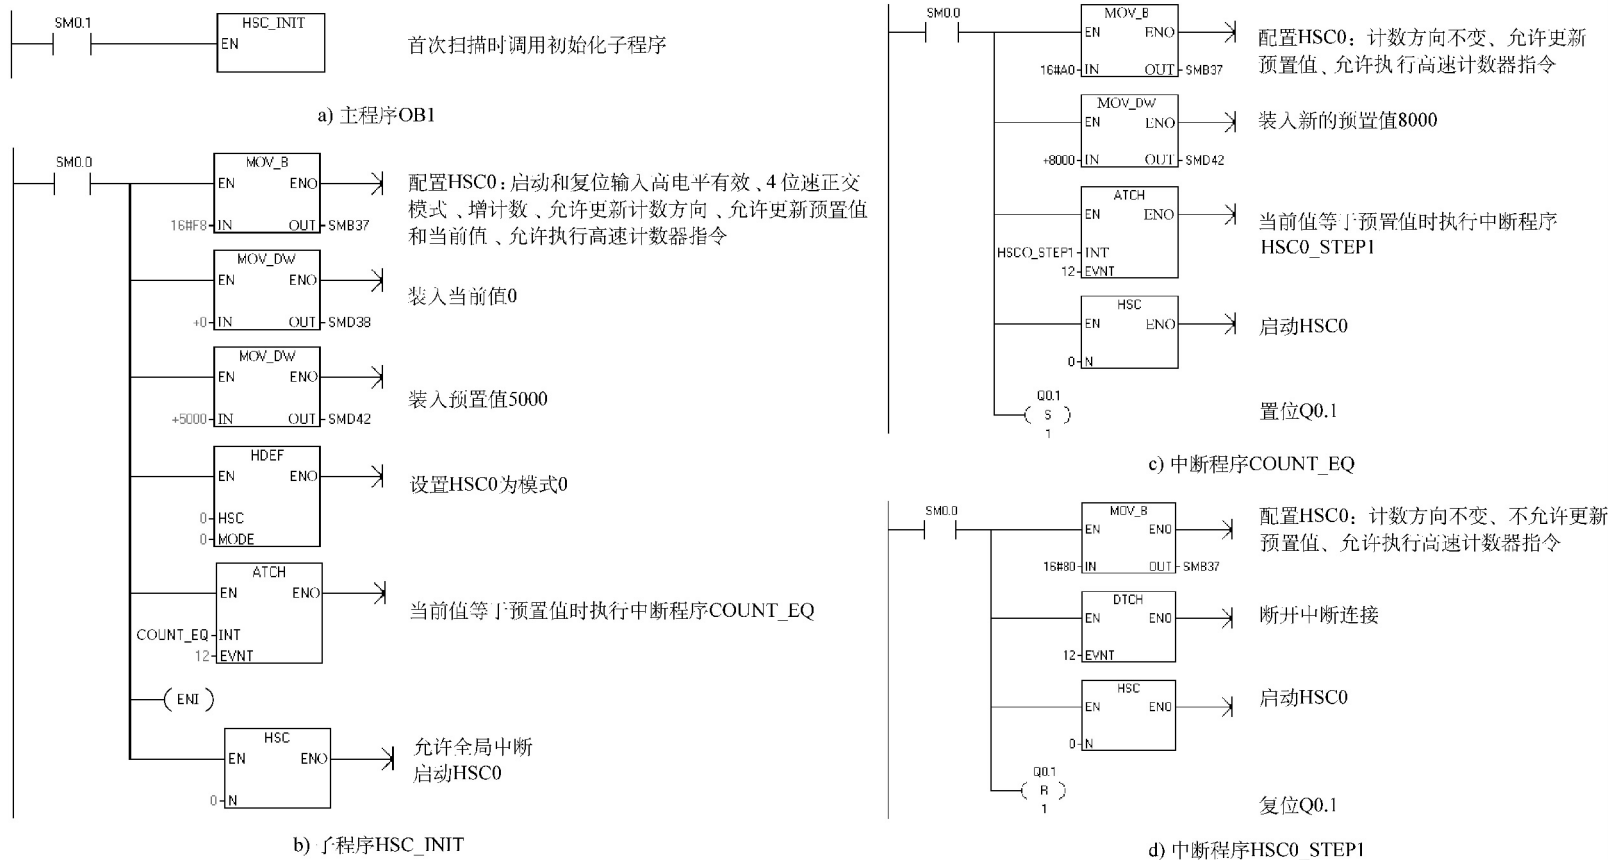 SM0.1
HSC_INIT
EN
首次扫描时调用初始化子程序
a) 主程序OB1
SM0.0
MOV_B
EN ENO
16#F8 IN OUT SMB37
配置HSC0：启动和复位输入高电平有效、4 位速正交
模式、增计数、允许更新计数方向、允许更新预置值
和当前值、允许执行高速计数器指令
MOV_DW
EN ENO
+0 IN OUT SMD38
装入当前值0
MOV_DW
EN ENO
+5000 IN OUT SMD42
装入预置值5000
HDEF
EN ENO
0 HSC
0 MODE
设置HSC0为模式0
ATCH
EN ENO
COUNT_EQ INT
12 EVNT
当前值等于预置值时执行中断程序COUNT_EQ
ENI
HSC
EN ENO
0 N
允许全局中断
启动HSC0
b) 子程序HSC_INIT
SM0.0
MOV_B
EN ENO
16#A0 IN OUT SMB37
配置HSC0：计数方向不变、允许更新
预置值、允许执行高速计数器指令
MOV_DW
EN ENO
+8000 IN OUT SMD42
装入新的预置值8000
ATCH
EN ENO
HSC0_STEP1 INT
12 EVNT
当前值等于预置值时执行中断程序
HSC0_STEP1
HSC
EN ENO
0 N
启动HSC0
Q0.1
S
1
置位Q0.1
c) 中断程序COUNT_EQ
SM0.0
MOV_B
EN ENO
16#80 IN OUT SMB37
配置HSC0：计数方向不变、不允许更新
预置值、允许执行高速计数器指令
DTCH
EN ENO
12 EVNT
断开中断连接
HSC
EN ENO
0 N
启动HSC0
Q0.1
R
1
复位Q0.1
d) 中断程序HSC0_STEP1